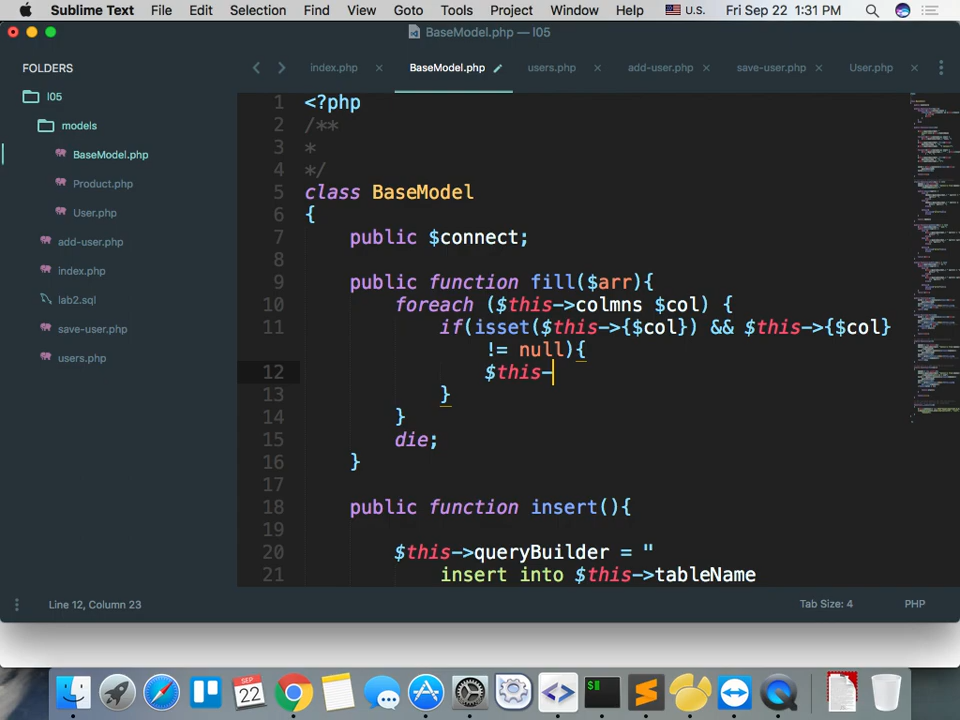 Sublime Text File Edit Selection Find View Goto Tools Project Window Help U.S. Fri Sep 22 1:31 PM
BaseModel.php — l05
FOLDERS
index.php BaseModel.php users.php add-user.php save-user.php User.php
l05
models
BaseModel.php
Product.php
User.php
add-user.php
index.php
lab2.sql
save-user.php
users.php
1 <?php
2 /**
3 *
4 */
5 class BaseModel
6 {
7 public $connect;
8
9 public function fill($arr){
10 foreach ($this->colmns $col) {
11 if(isset($this->{$col}) && $this->{$col}
!= null){
12 $this-
13 }
14 }
15 die;
16 }
17
18 public function insert(){
19
20 $this->queryBuilder = "
21 insert into $this->tableName
Line 12, Column 23 Tab Size: 4 PHP
22